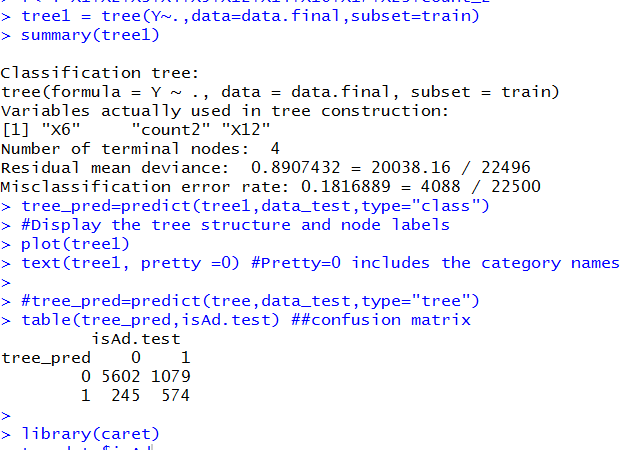 > tree1 = tree(Y~.,data=data.final,subset=train)
> summary(tree1)
Classification tree:
tree(formula = Y ~ ., data = data.final, subset = train)
Variables actually used in tree construction:
[1] "X6"     "count2" "X12"
Number of terminal nodes:  4
Residual mean deviance:  0.8907432 = 20038.16 / 22496
Misclassification error rate: 0.1816889 = 4088 / 22500
> tree_pred=predict(tree1,data_test,type="class")
> #Display the tree structure and node labels
> plot(tree1)
> text(tree1, pretty =0) #Pretty=0 includes the category names
>
> #tree_pred=predict(tree,data_test,type="tree")
> table(tree_pred,isAd.test) ##confusion matrix
         isAd.test
tree_pred    0    1
        0 5602 1079
        1  245  574
>
> library(caret)